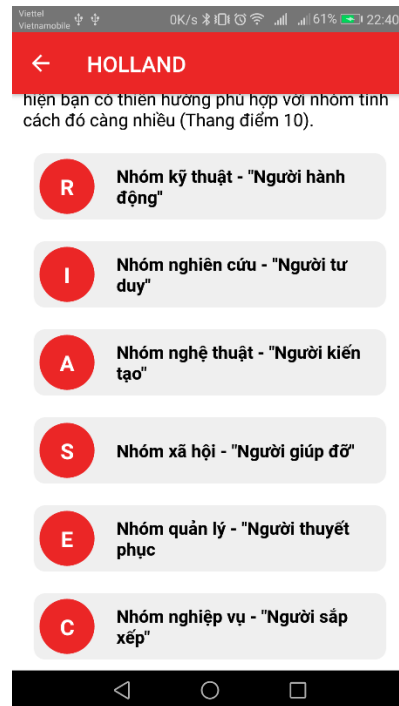 Viettel
Vietnamobile
0K/s 61% 22:40
HOLLAND
hiện bạn có thiên hướng phù hợp với nhóm tính
cách đó càng nhiều (Thang điểm 10).
R
Nhóm kỹ thuật - "Người hành
động"
I
Nhóm nghiên cứu - "Người tư
duy"
A
Nhóm nghệ thuật - "Người kiến
tạo"
S
Nhóm xã hội - "Người giúp đỡ"
E
Nhóm quản lý - "Người thuyết
phục
C
Nhóm nghiệp vụ - "Người sắp
xếp"